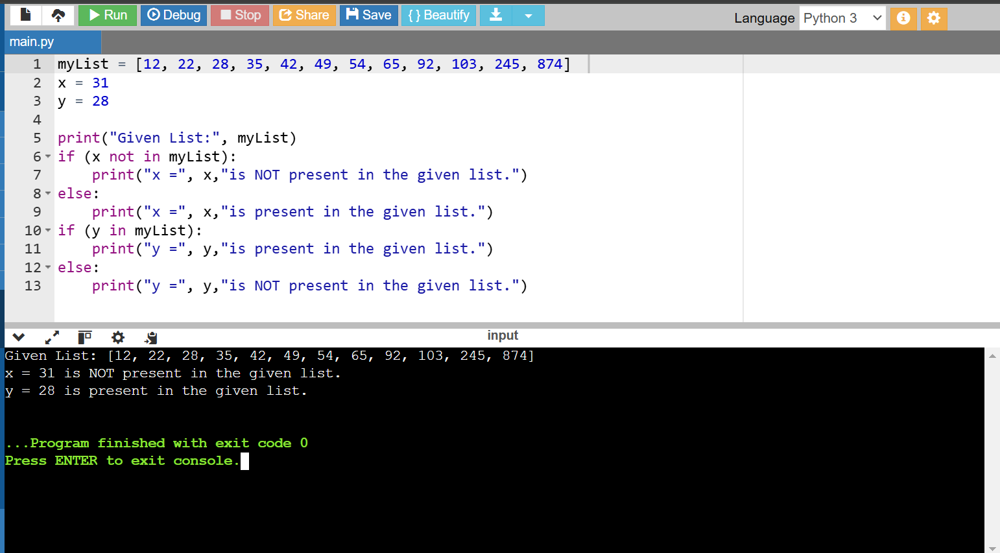 Run Debug Stop Share Save { } Beautify Language Python 3
main.py
1 myList = [12, 22, 28, 35, 42, 49, 54, 65, 92, 103, 245, 874]
2 x = 31
3 y = 28
4
5 print("Given List:", myList)
6 if (x not in myList):
7     print("x =", x,"is NOT present in the given list.")
8 else:
9     print("x =", x,"is present in the given list.")
10 if (y in myList):
11     print("y =", y,"is present in the given list.")
12 else:
13     print("y =", y,"is NOT present in the given list.")
input
Given List: [12, 22, 28, 35, 42, 49, 54, 65, 92, 103, 245, 874]
x = 31 is NOT present in the given list.
y = 28 is present in the given list.
...Program finished with exit code 0
Press ENTER to exit console.